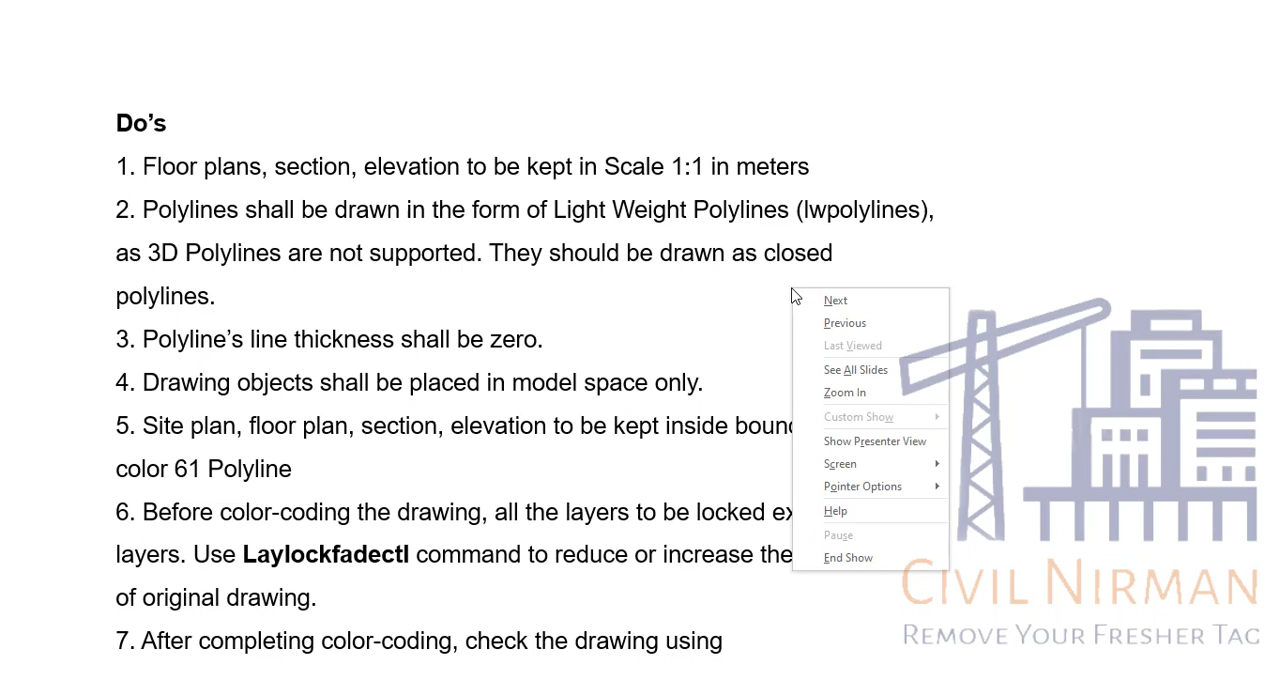 Do’s
1. Floor plans, section, elevation to be kept in Scale 1:1 in meters
2. Polylines shall be drawn in the form of Light Weight Polylines (lwpolylines),
as 3D Polylines are not supported. They should be drawn as closed
polylines.
3. Polyline’s line thickness shall be zero.
4. Drawing objects shall be placed in model space only.
5. Site plan, floor plan, section, elevation to be kept inside
color 61 Polyline
6. Before color-coding the drawing, all the layers to be locked
layers. Use Laylockfadectl command to reduce or increase the
of original drawing.
7. After completing color-coding, check the drawing using
Next
Previous
Last Viewed
See All Slides
Zoom In
Custom Show
Show Presenter View
Screen
Pointer Options
Help
Pause
End Show
CIVIL NIRMAN
REMOVE YOUR FRESHER TAG